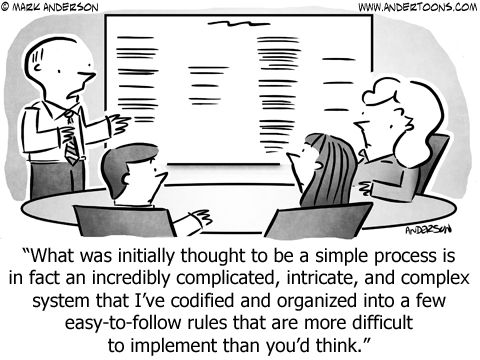 © MARK ANDERSON
WWW.ANDERTOONS.COM
ANDERSON
“What was initially thought to be a simple process is
in fact an incredibly complicated, intricate, and complex
system that I’ve codified and organized into a few
easy-to-follow rules that are more difficult
to implement than you’d think.”